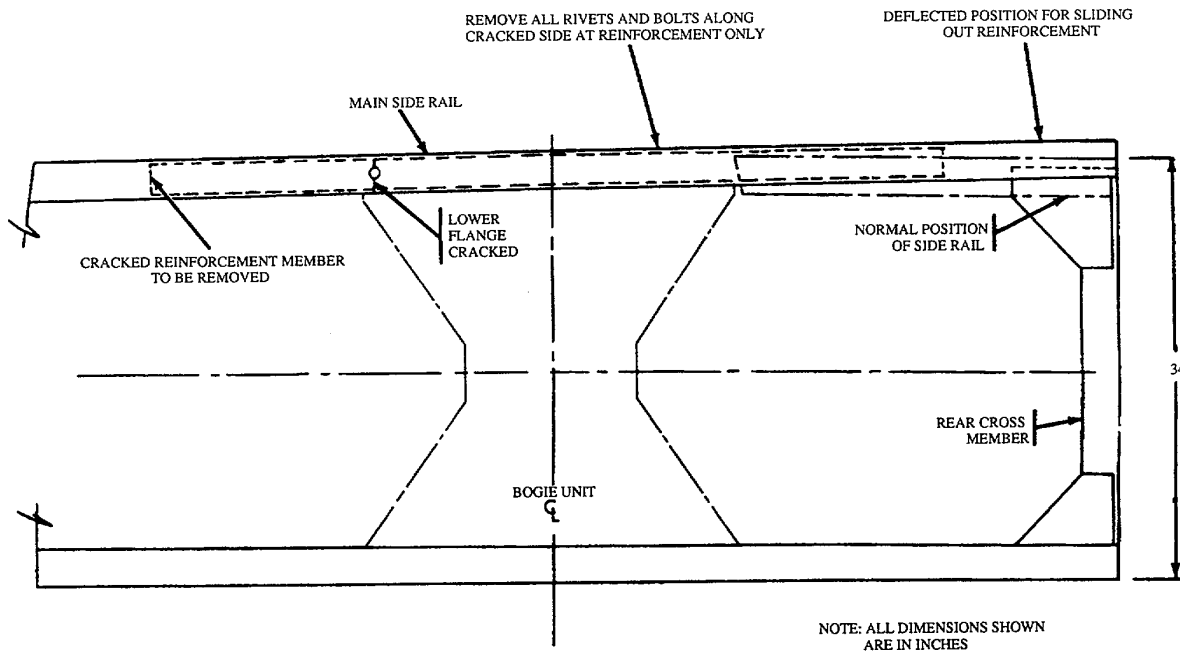 REMOVE ALL RIVETS AND BOLTS ALONG
CRACKED SIDE AT REINFORCEMENT ONLY
DEFLECTED POSITION FOR SLIDING
OUT REINFORCEMENT
MAIN SIDE RAIL
LOWER
FLANGE
CRACKED
CRACKED REINFORCEMENT MEMBER
TO BE REMOVED
NORMAL POSITION
OF SIDE RAIL
34
REAR CROSS
MEMBER
BOGIE UNIT
℄
NOTE: ALL DIMENSIONS SHOWN
ARE IN INCHES